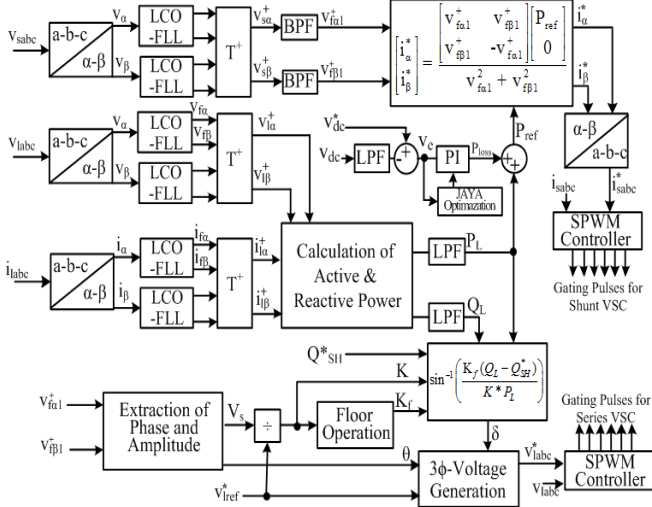 v_sabc
a-b-c
α-β
v_α
v_β
LCO
-FLL
LCO
-FLL
T⁺
v⁺_sα
v⁺_sβ
BPF
BPF
v⁺_fα1
v⁺_fβ1
[i*_α i*_β] = [v⁺_fα1 v⁺_fβ1 v⁺_fβ1 -v⁺_fα1] [P_ref 0] / v²_fα1 + v²_fβ1
i*_α
i*_β
α-β
a-b-c
i_sabc
i*_sabc
SPWM
Controller
Gating Pulses for
Shunt VSC
v_labc
a-b-c
α-β
v_α
v_β
LCO
-FLL
LCO
-FLL
v_fα
v_fβ
T⁺
v⁺_lα
v⁺_lβ
v*_dc
v_dc
LPF
-
+
v_e
PI
P_loss
JAYA
Optimazation
+
+
P_ref
i_labc
a-b-c
α-β
i_α
i_β
LCO
-FLL
LCO
-FLL
i_fα
i_fβ
T⁺
i⁺_lα
i⁺_lβ
Calculation of
Active &
Reactive Power
LPF
P_L
LPF
Q_L
Q*_SH
K
K_f
sin⁻¹(K_f(Q_L – Q*_SH) / K * P_L)
δ
v⁺_fα1
v⁺_fβ1
Extraction of
Phase and
Amplitude
V_s
÷
Floor
Operation
θ
v*_lref
3ϕ-Voltage
Generation
v*_labc
v_labc
Gating Pulses for
Series VSC
SPWM
Controller